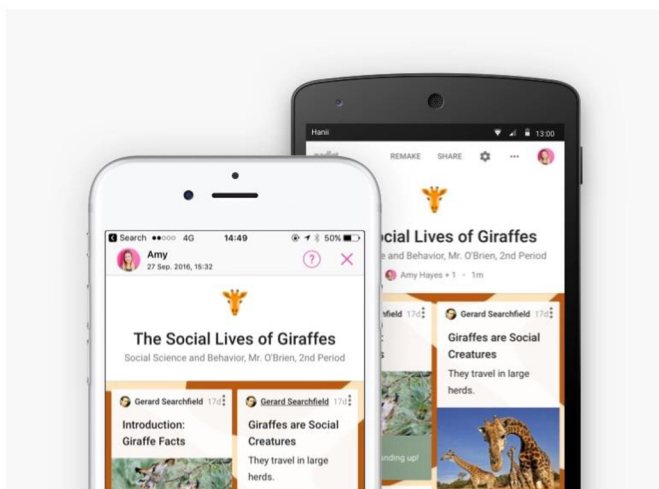 Search 4G 14:49 50%
Amy
27 Sep. 2016, 15:32
?
The Social Lives of Giraffes
Social Science and Behavior, Mr. O'Brien, 2nd Period
Gerard Searchfield 17d
Introduction:
Giraffe Facts
Gerard Searchfield 17d
Giraffes are Social
Creatures
They travel in large
herds.
Hanii 13:00
REMAKE SHARE
cial Lives of Giraffes
and Behavior, Mr. O'Brien, 2nd Period
Amy Hayes + 1 • 1m
hfield 17d
nding up!
Gerard Searchfield 17d
Giraffes are Social
Creatures
They travel in large
herds.